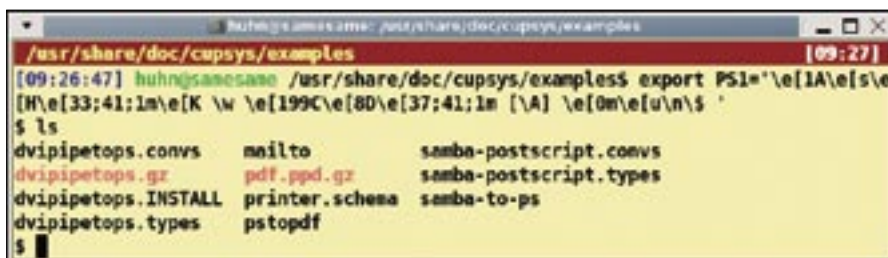 huhn@samesame: /usr/share/doc/cupsys/examples
/usr/share/doc/cupsys/examples [09:27]
[09:26:47] huhn@samesame /usr/share/doc/cupsys/examples$ export PS1='\e[1A\e[s\e
[H\e[33;41;1m\e[K \w \e[199C\e[8D\e[37;41;1m [\A] \e[0m\e[u\n\$ '
$ ls
dvipipetops.convs mailto samba-postscript.convs
dvipipetops.gz pdf.ppd.gz samba-postscript.types
dvipipetops.INSTALL printer.schema samba-to-ps
dvipipetops.types pstopdf
$